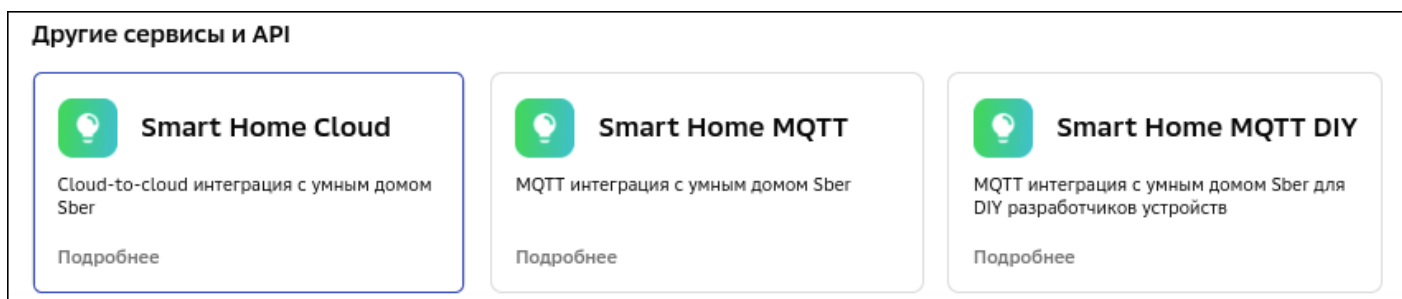 Другие сервисы и API
Smart Home Cloud
Cloud-to-cloud интеграция с умным домом
Sber
Подробнее
Smart Home MQTT
MQTT интеграция с умным домом Sber
Подробнее
Smart Home MQTT DIY
MQTT интеграция с умным домом Sber для
DIY разработчиков устройств
Подробнее